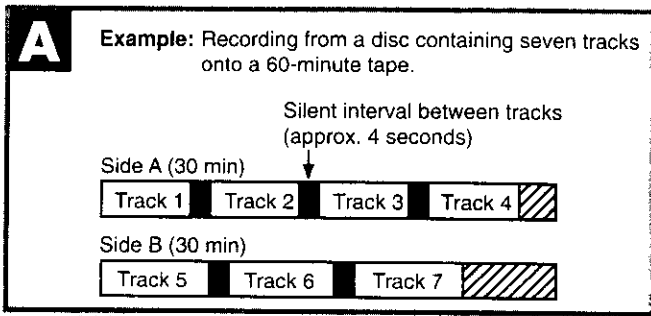 A
Example: Recording from a disc containing seven tracks
onto a 60-minute tape.
Silent interval between tracks
(approx. 4 seconds)
Side A (30 min)
Track 1 Track 2 Track 3 Track 4
Side B (30 min)
Track 5 Track 6 Track 7